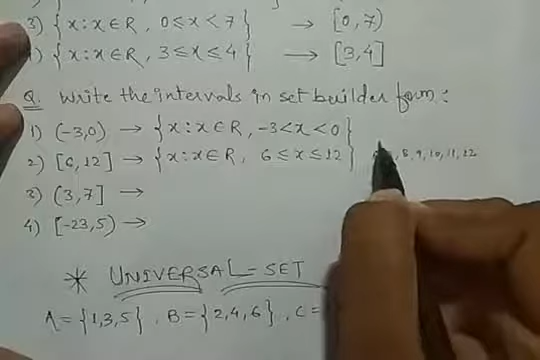 3) { x : x ∈ R, 0 ≤ x < 7 } → [0, 7)
) { x : x ∈ R, 3 ≤ x ≤ 4 } → [3, 4]
Q. Write the intervals in set builder form :
1) (-3, 0) → { x : x ∈ R, -3 < x < 0 }
2) [6, 12] → { x : x ∈ R, 6 ≤ x ≤ 12 } , 8, 9, 10, 11, 12
3) (3, 7] →
4) [-23, 5) →
* UNIVERSAL-SET
A = {1, 3, 5} , B = {2, 4, 6} , C =